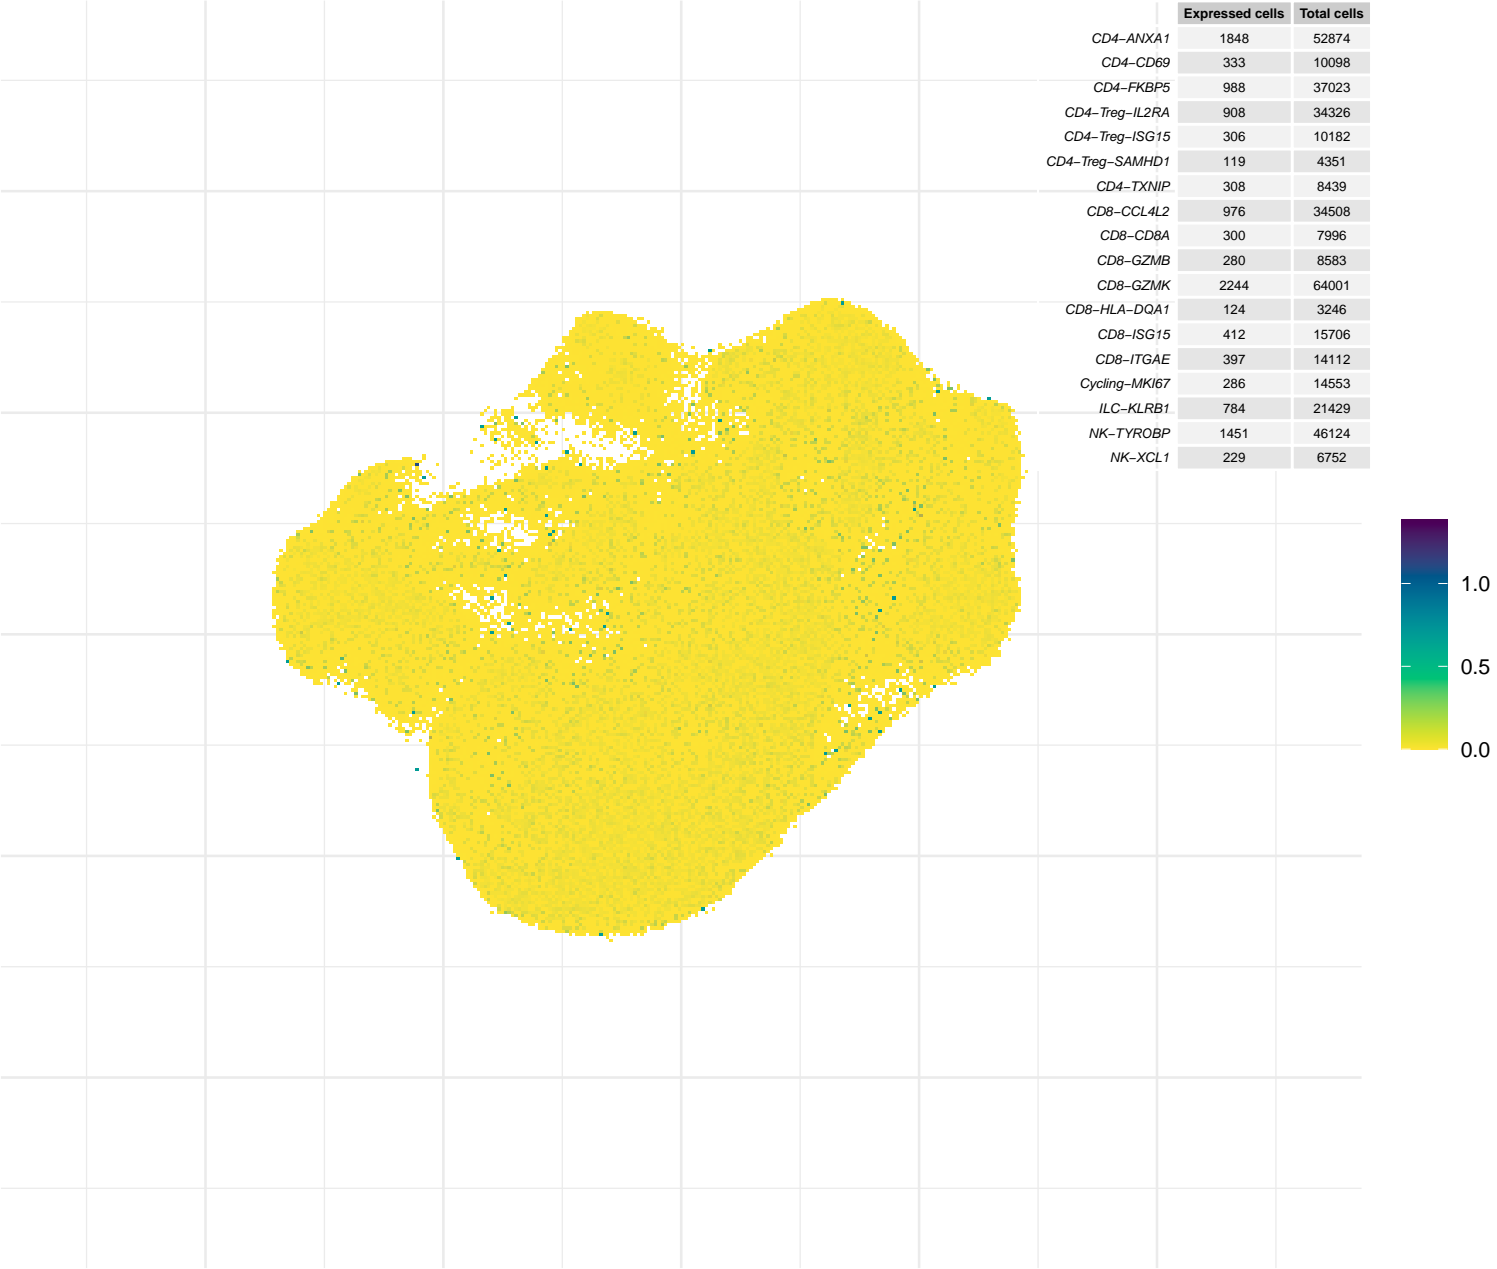 Expressed cells Total cells
CD4−ANXA1 1848 52874
CD4−CD69 333 10098
CD4−FKBP5 988 37023
CD4−Treg−IL2RA 908 34326
CD4−Treg−ISG15 306 10182
CD4−Treg−SAMHD1 119 4351
CD4−TXNIP 308 8439
CD8−CCL4L2 976 34508
CD8−CD8A 300 7996
CD8−GZMB 280 8583
CD8−GZMK 2244 64001
CD8−HLA−DQA1 124 3246
CD8−ISG15 412 15706
CD8−ITGAE 397 14112
Cycling−MKI67 286 14553
ILC−KLRB1 784 21429
NK−TYROBP 1451 46124
NK−XCL1 229 6752
1.0
0.5
0.0